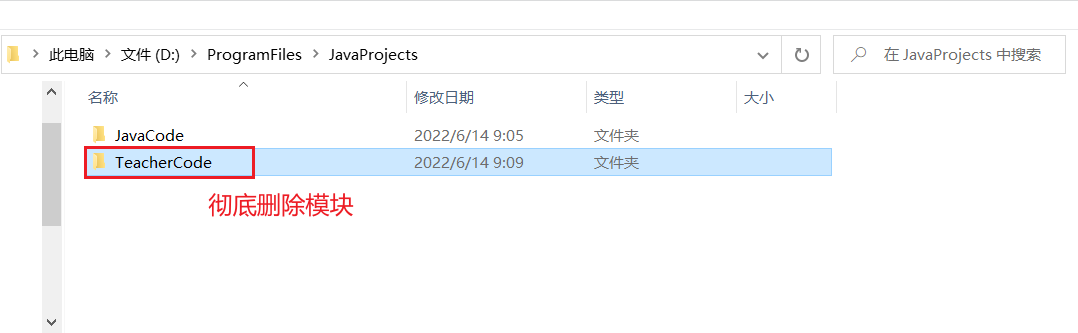 此电脑 文件 (D:) ProgramFiles JavaProjects 在 JavaProjects 中搜索
名称 修改日期 类型 大小
JavaCode 2022/6/14 9:05 文件夹
TeacherCode 2022/6/14 9:09 文件夹
彻底删除模块